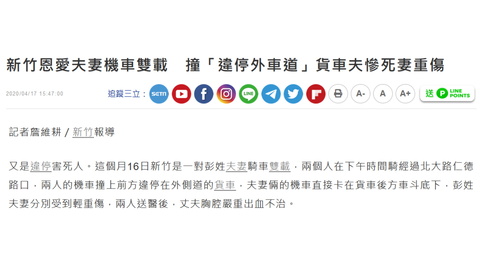 新竹恩愛夫妻機車雙載　撞「違停外車道」貨車夫慘死妻重傷
2020/04/17 15:47:00
追蹤三立：
SETN
LINE
A-
A
A+
送 P LINE POINTS
記者詹維耕／新竹報導
又是違停害死人。這個月16日新竹是一對彭姓夫妻騎車雙載，兩個人在下午時間騎經過北大路仁德
路口，兩人的機車撞上前方違停在外側道的貨車，夫妻倆的機車直接卡在貨車後方車斗底下，彭姓
夫妻分別受到輕重傷，兩人送醫後，丈夫胸腔嚴重出血不治。